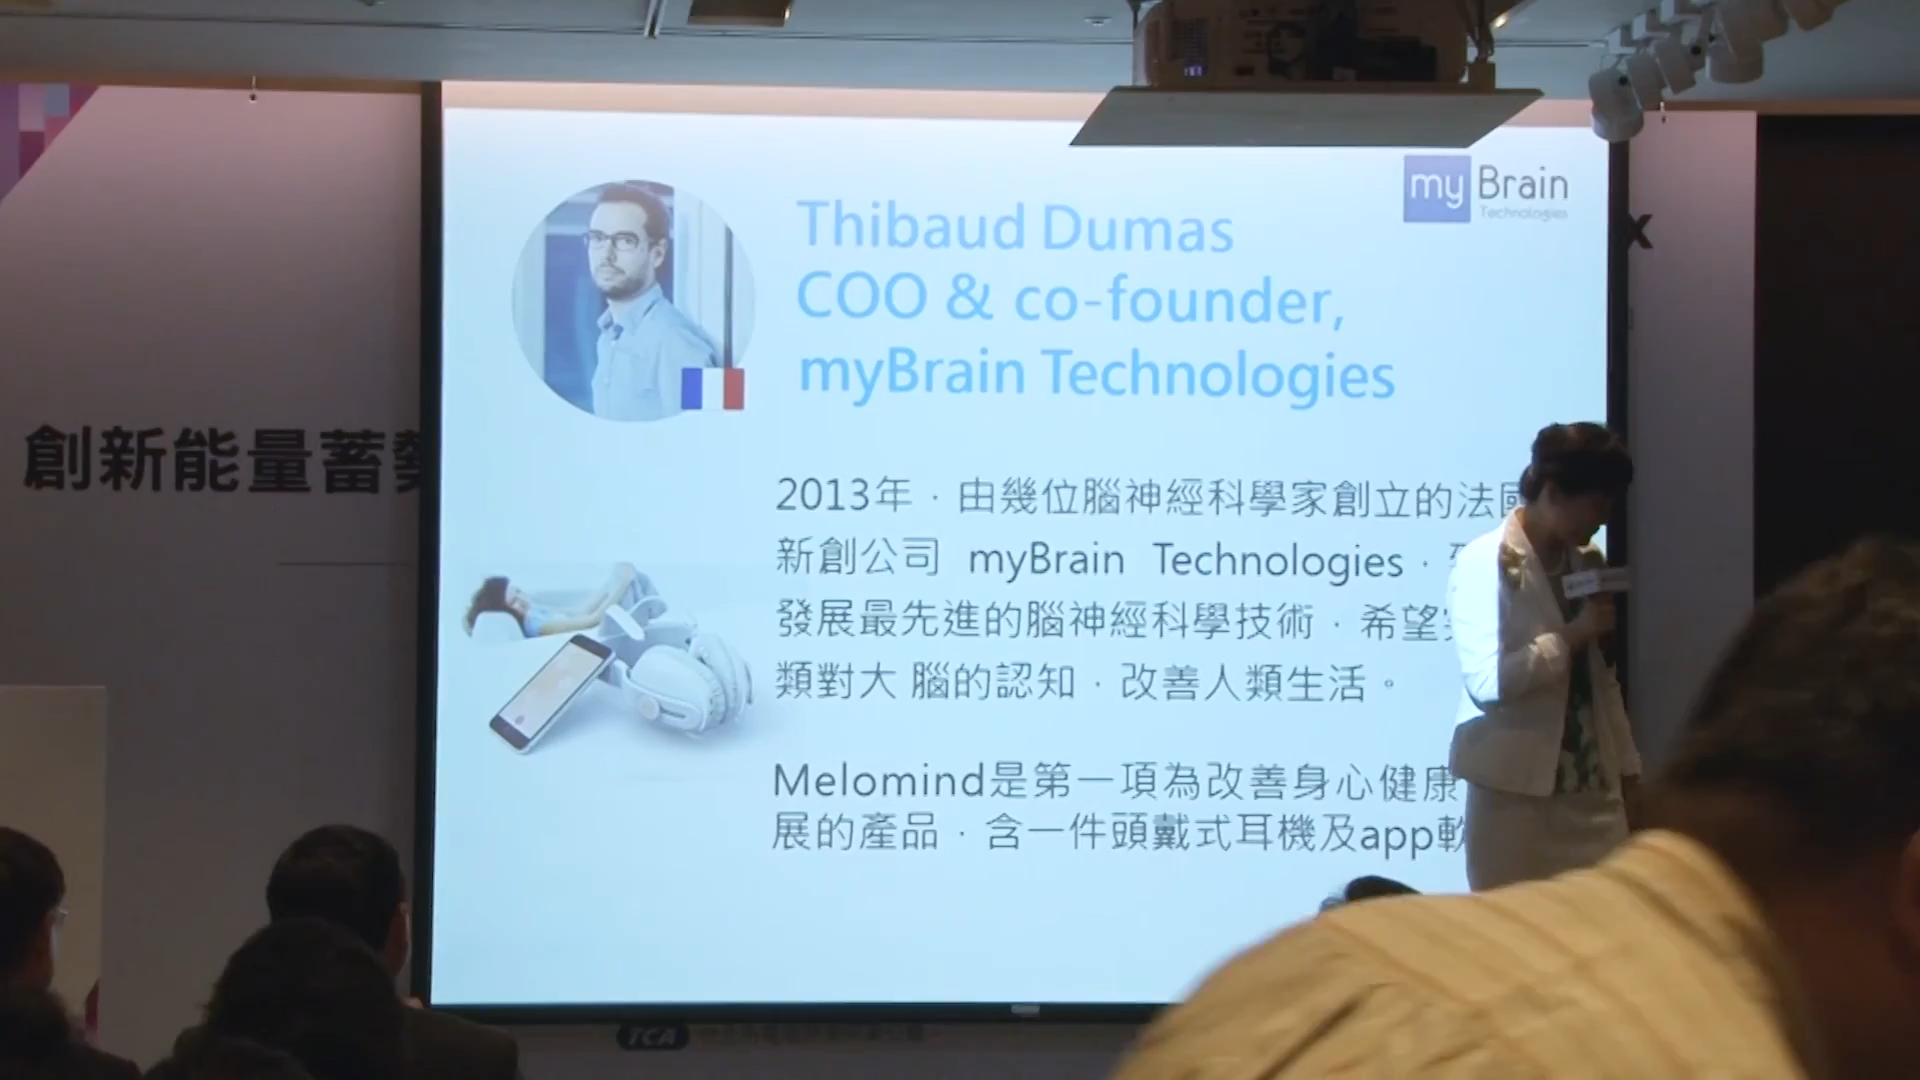 my Brain
Technologies
Thibaud Dumas
COO & co-founder,
myBrain Technologies
創新能量蓄
2013年，由幾位腦神經科學家創立的法
新創公司 myBrain Technologies，
發展最先進的腦神經科學技術，希望
類對大 腦的認知，改善人類生活。
Melomind是第一項為改善身心健康
展的產品，含一件頭戴式耳機及app
TCA